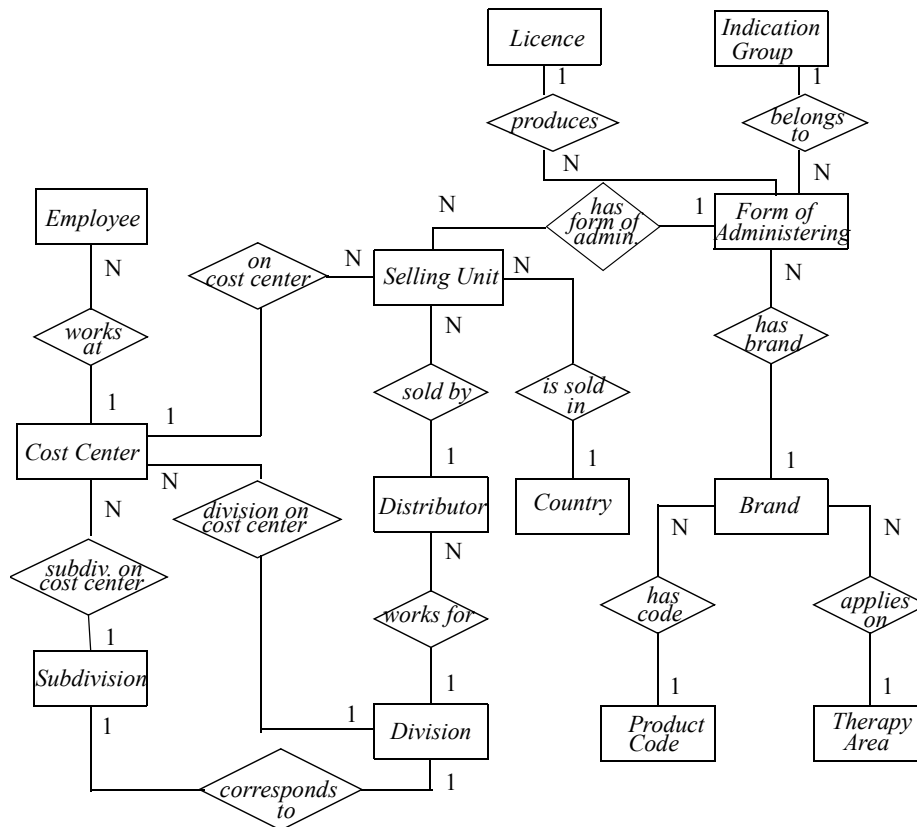 Licence
Indication
Group
1
1
produces
belongs
to
N
N
Employee
N
has
form of
admin.
1
Form of
Administering
N
on
cost center
N
Selling Unit
N
N
works
at
N
has
brand
sold by
is sold
in
1
1
Cost Center
N
N
division on
cost center
1
Distributor
1
Country
1
Brand
N
N
N
subdiv. on
cost center
has
code
applies
on
works for
1
Subdivision
1
1
1
Division
1
1
Product
Code
1
Therapy
Area
corresponds
to